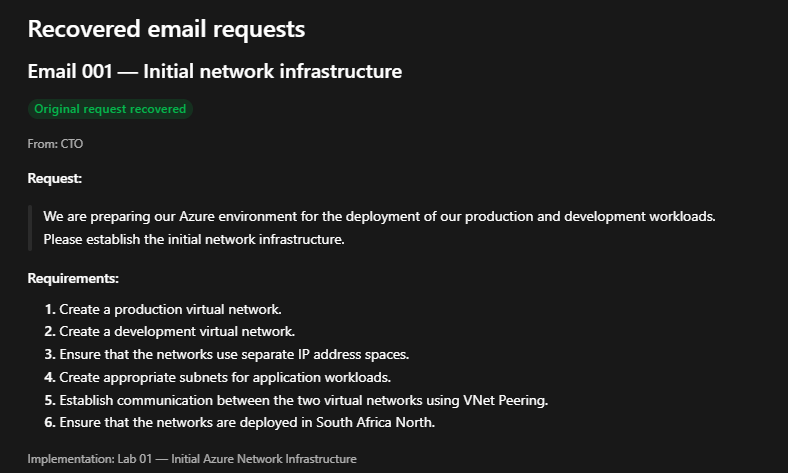 Recovered email requests
Email 001 — Initial network infrastructure
Original request recovered
From: CTO
Request:
We are preparing our Azure environment for the deployment of our production and development workloads.
Please establish the initial network infrastructure.
Requirements:
1. Create a production virtual network.
2. Create a development virtual network.
3. Ensure that the networks use separate IP address spaces.
4. Create appropriate subnets for application workloads.
5. Establish communication between the two virtual networks using VNet Peering.
6. Ensure that the networks are deployed in South Africa North.
Implementation: Lab 01 — Initial Azure Network Infrastructure